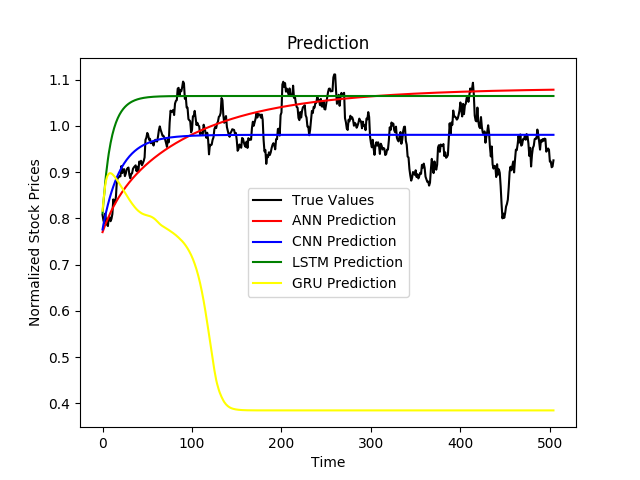 Prediction
Normalized Stock Prices
1.1
1.0
0.9
0.8
0.7
0.6
0.5
0.4
True Values
ANN Prediction
CNN Prediction
LSTM Prediction
GRU Prediction
0 100 200 300 400 500
Time